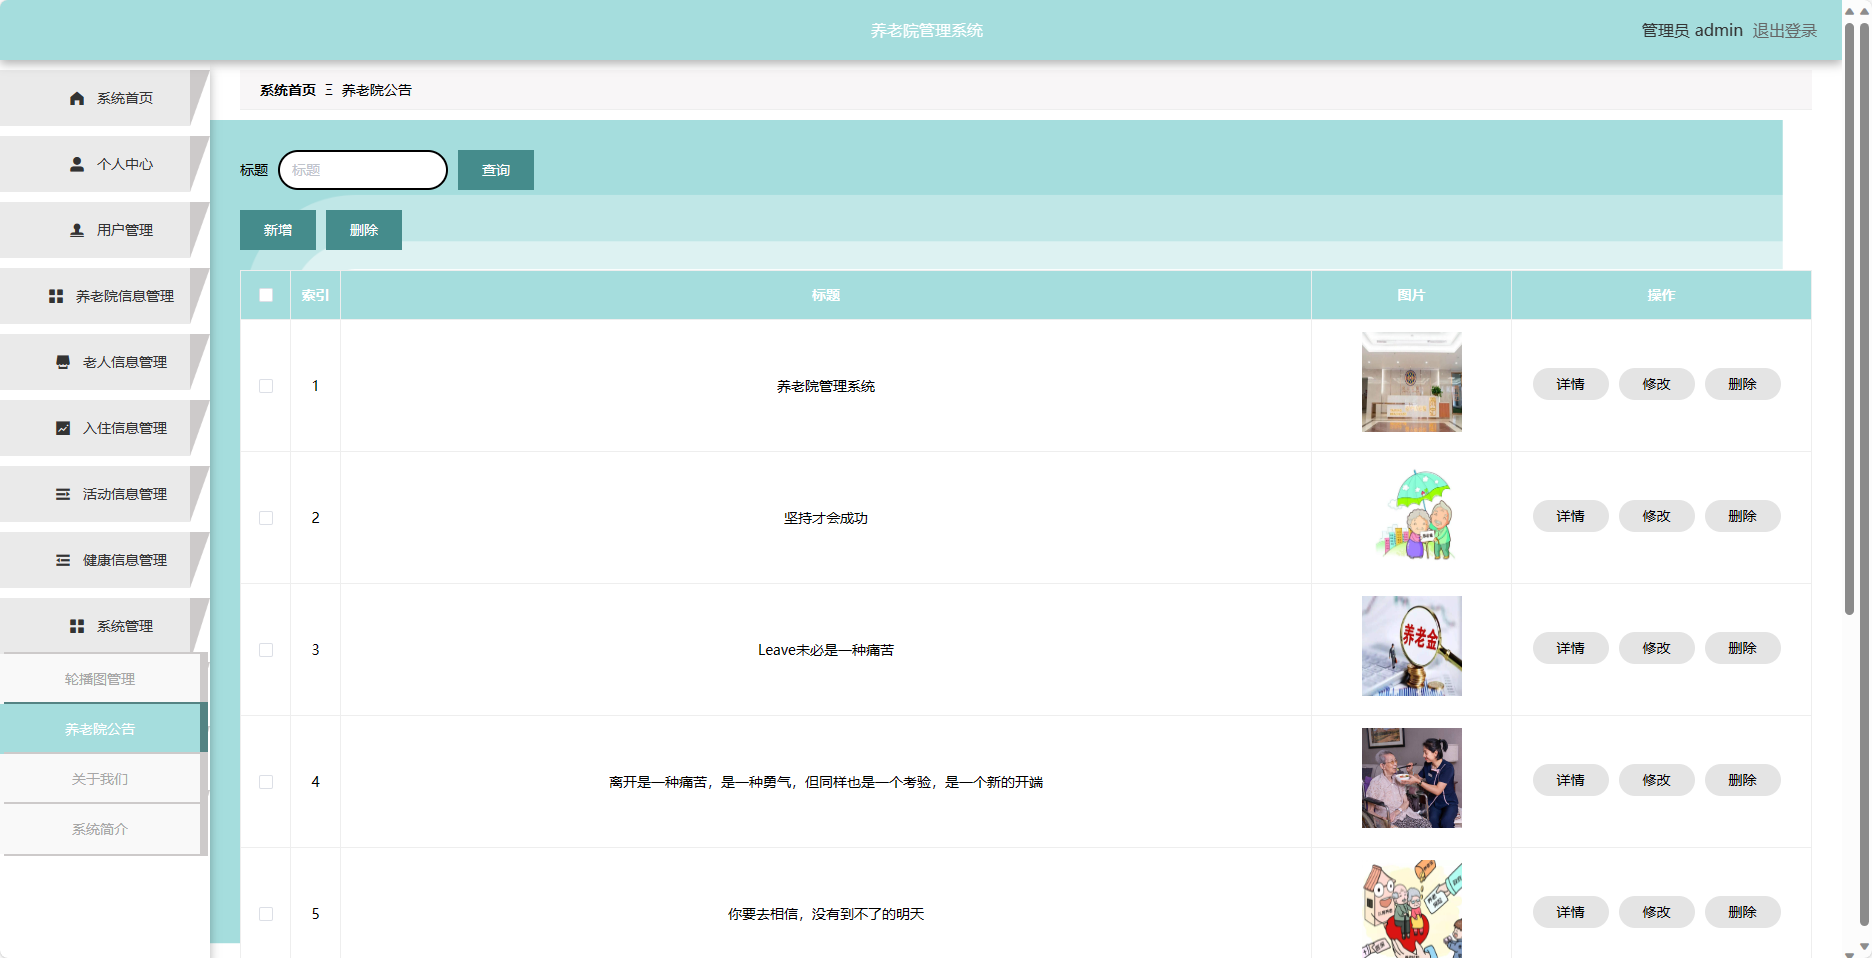 养老院管理系统
管理员 admin 退出登录
系统首页
个人中心
用户管理
养老院信息管理
老人信息管理
入住信息管理
活动信息管理
健康信息管理
系统管理
轮播图管理
养老院公告
关于我们
系统简介
系统首页 Ξ 养老院公告
标题 标题 查询
新增 删除
索引 标题 图片 操作
1 养老院管理系统 详情 修改 删除
2 坚持才会成功 详情 修改 删除
3 Leave未必是一种痛苦 养老金 详情 修改 删除
4 离开是一种痛苦，是一种勇气，但同样也是一个考验，是一个新的开端 详情 修改 删除
5 你要去相信，没有到不了的明天 详情 修改 删除